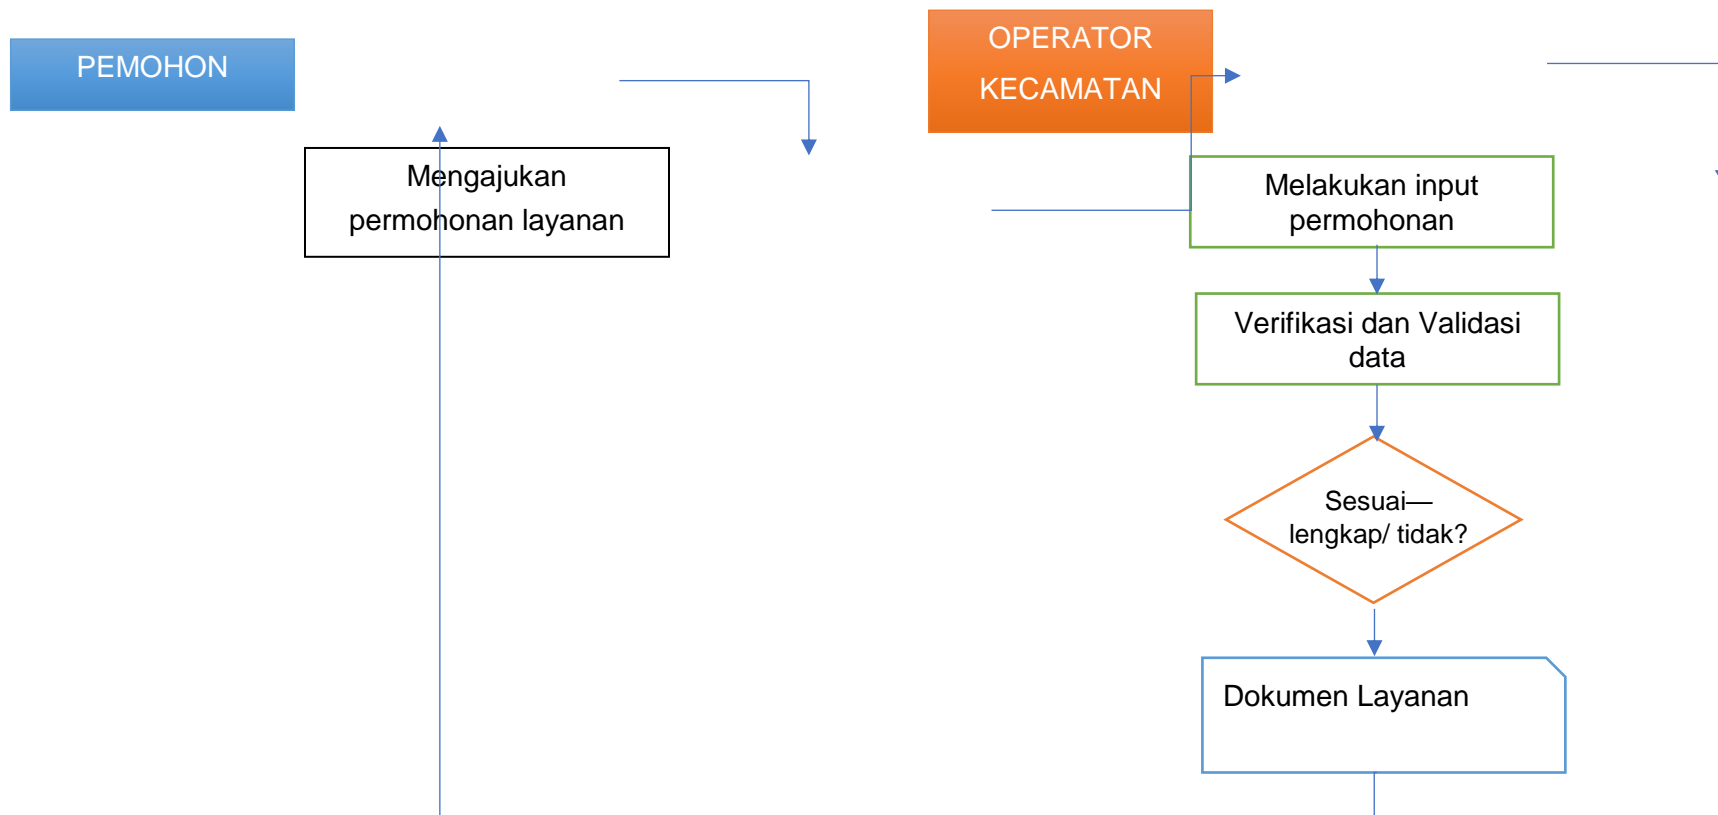 PEMOHON
OPERATOR
KECAMATAN
Mengajukan
permohonan layanan
Melakukan input
permohonan
Verifikasi dan Validasi
data
Sesuai—
lengkap/ tidak?
Dokumen Layanan